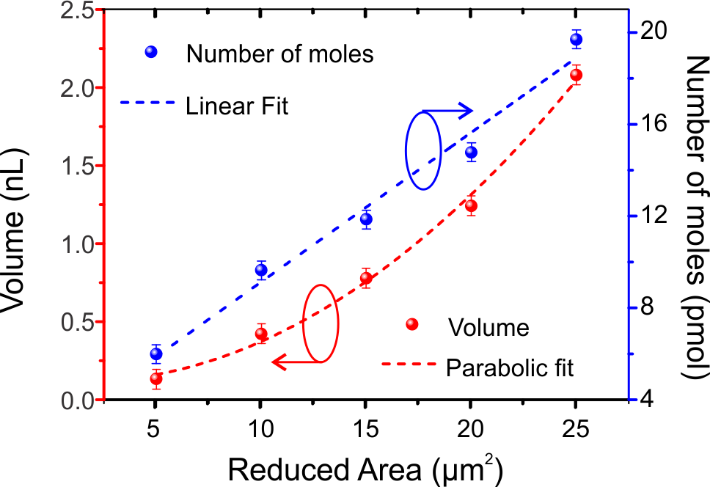 2.5
2.0
1.5
1.0
0.5
0.0
Volume (nL)
Number of moles
Linear Fit
Volume
Parabolic fit
20
16
12
8
4
Number of moles (pmol)
5 10 15 20 25
Reduced Area (μm²)